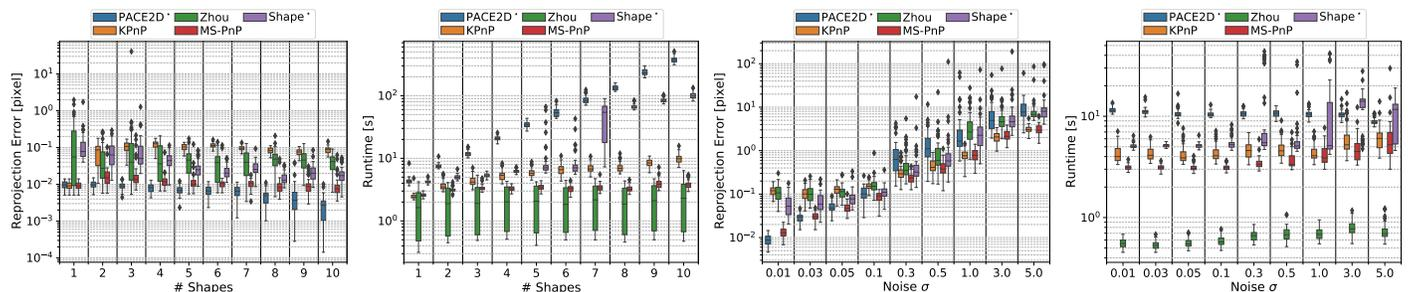 PACE2D* Zhou Shape*
KPnP MS-PnP
Reprojection Error [pixel]
10¹
10⁰
10⁻¹
10⁻²
10⁻³
10⁻⁴
1 2 3 4 5 6 7 8 9 10
# Shapes
PACE2D* Zhou Shape*
KPnP MS-PnP
Runtime [s]
10²
10¹
10⁰
1 2 3 4 5 6 7 8 9 10
# Shapes
PACE2D* Zhou Shape*
KPnP MS-PnP
Reprojection Error [pixel]
10²
10¹
10⁰
10⁻¹
10⁻²
0.01 0.03 0.05 0.1 0.3 0.5 1.0 3.0 5.0
Noise σ
PACE2D* Zhou Shape*
KPnP MS-PnP
Runtime [s]
10¹
10⁰
0.01 0.03 0.05 0.1 0.3 0.5 1.0 3.0 5.0
Noise σ